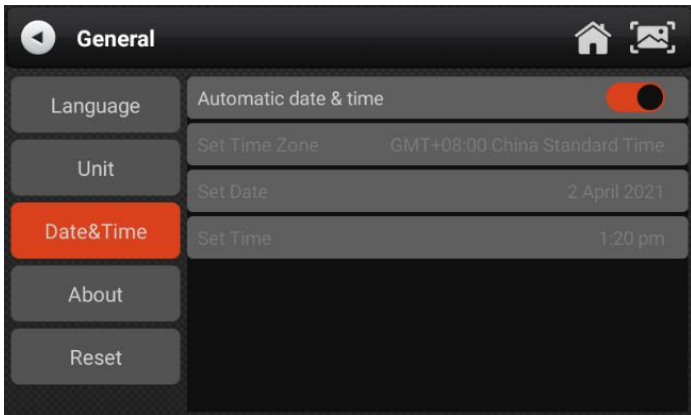 General
Language
Unit
Date&Time
About
Reset
Automatic date & time
Set Time Zone GMT+08:00 China Standard Time
Set Date 2 April 2021
Set Time 1:20 pm